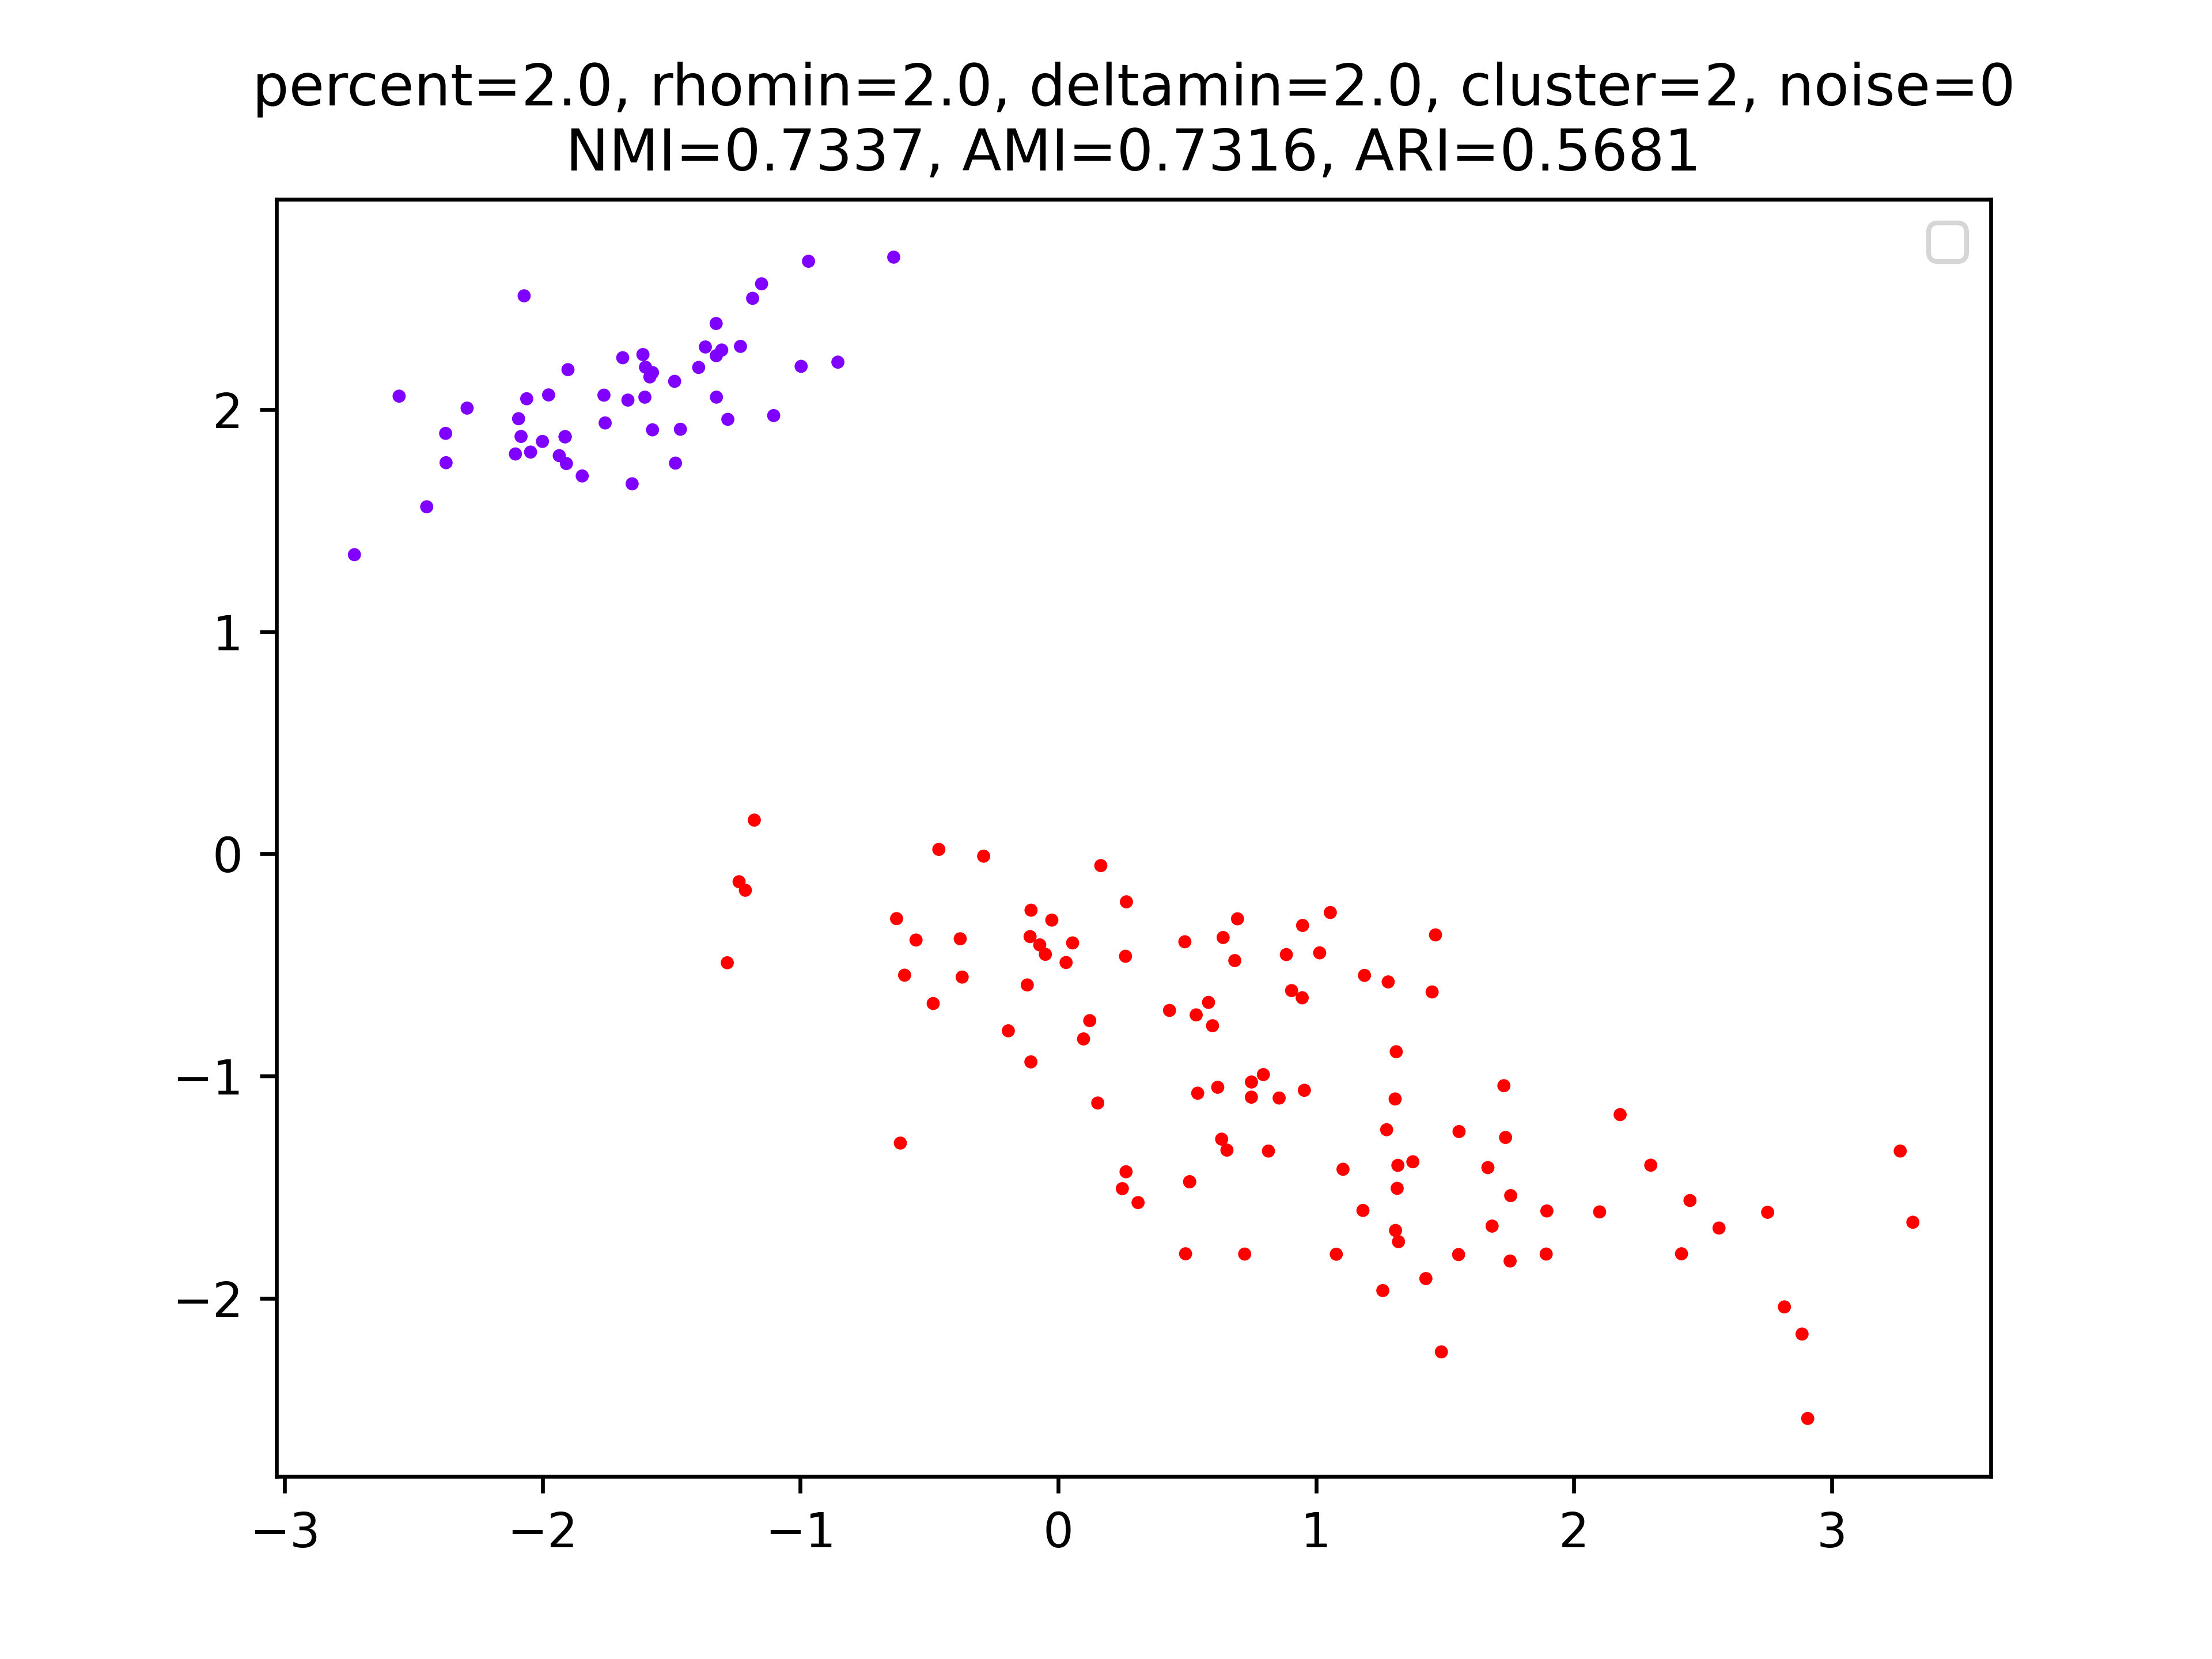 percent=2.0, rhomin=2.0, deltamin=2.0, cluster=2, noise=0
NMI=0.7337, AMI=0.7316, ARI=0.5681
2
1
0
−1
−2
−3 −2 −1 0 1 2 3